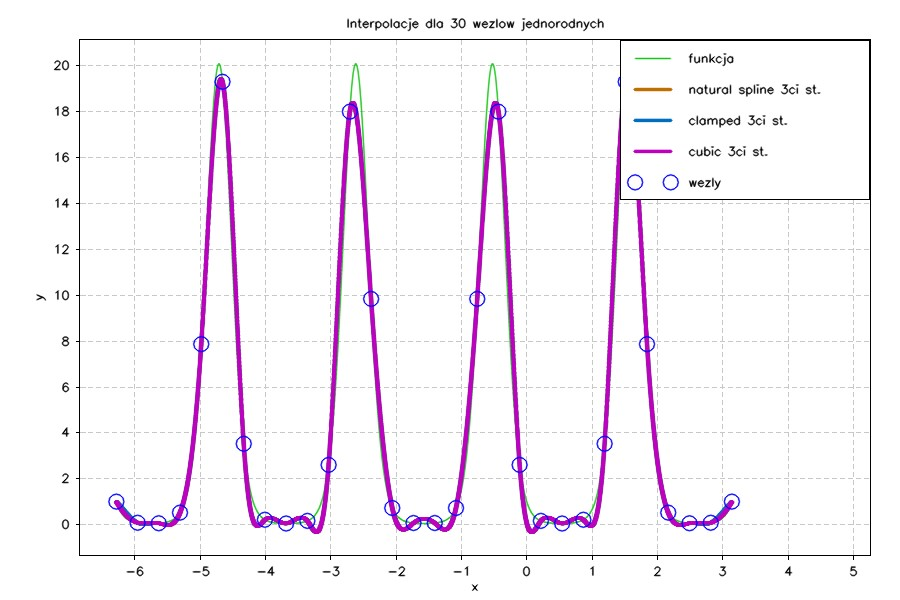 Interpolacje dla 30 wezlow jednorodnych
funkcja
natural spline 3ci st.
clamped 3ci st.
cubic 3ci st.
wezly
20
18
16
14
12
10
8
6
4
2
0
y
−6 −5 −4 −3 −2 −1 0 1 2 3 4 5
x